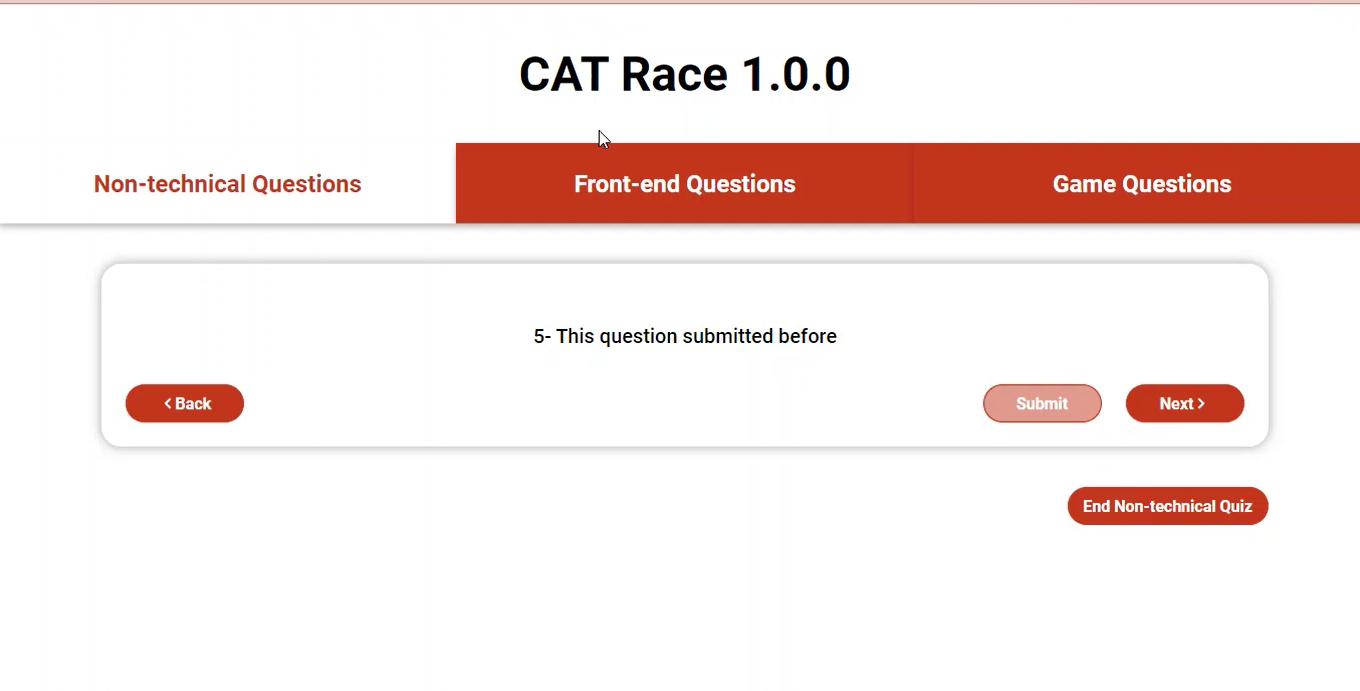 CAT Race 1.0.0
Non-technical Questions
Front-end Questions
Game Questions
5- This question submitted before
< Back
Submit
Next >
End Non-technical Quiz